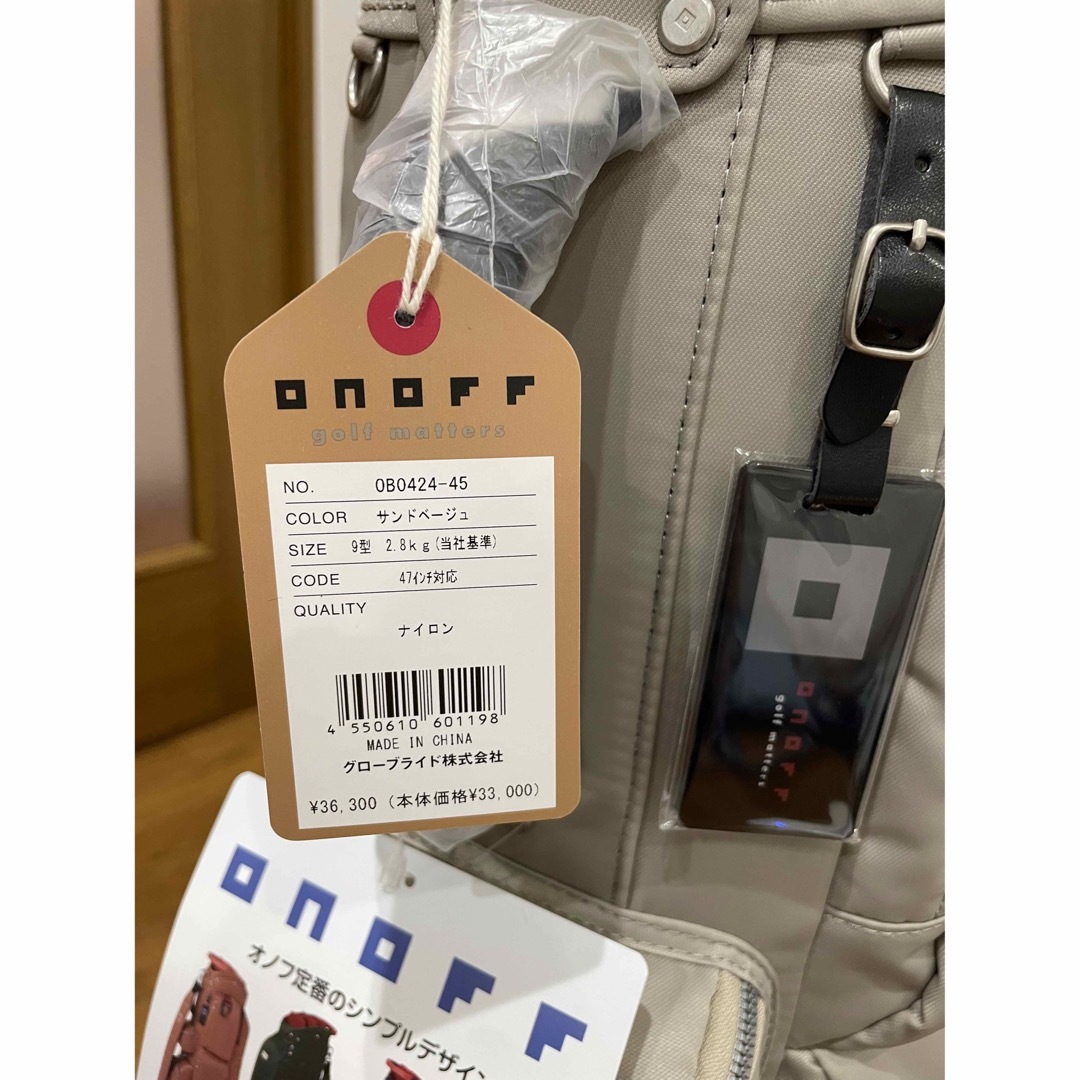 onoff
golf matters
NO. OB0424-45
COLOR サンドベージュ
SIZE 9型 2.8kg(当社基準)
CODE 47インチ対応
QUALITY
ナイロン
4 550610 601198
MADE IN CHINA
グローブライド株式会社
¥36,300 (本体価格¥33,000)
onoff
golf matters
onoff
オノフ定番のシンプルデザイン